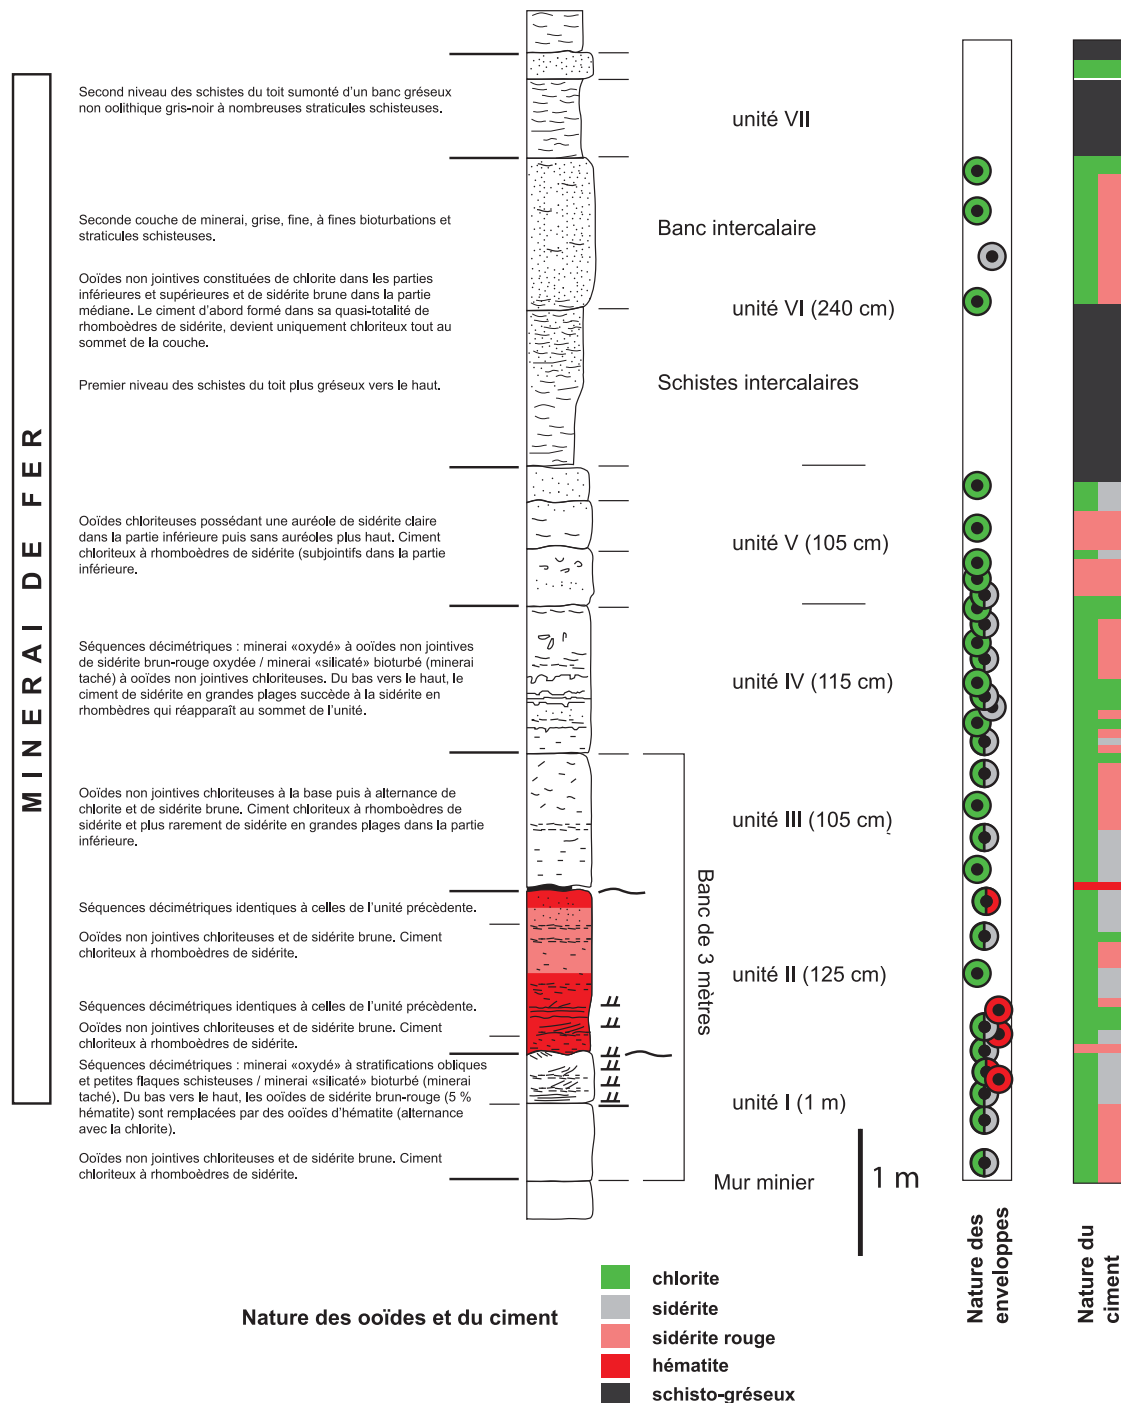 MINERAI DE FER
Second niveau des schistes du toit sumonté d’un banc gréseux
non oolithique gris-noir à nombreuses straticules schisteuses.
unité VII
Seconde couche de minerai, grise, fine, à fines bioturbations et
straticules schisteuses.
Banc intercalaire
Ooïdes non jointives constituées de chlorite dans les parties
inférieures et supérieures et de sidérite brune dans la partie
médiane. Le ciment d’abord formé dans sa quasi-totalité de
rhomboèdres de sidérite, devient uniquement chloriteux tout au
sommet de la couche.
unité VI (240 cm)
Premier niveau des schistes du toit plus gréseux vers le haut.
Schistes intercalaires
Ooïdes chloriteuses possédant une auréole de sidérite claire
dans la partie inférieure puis sans auréoles plus haut. Ciment
chloriteux à rhomboèdres de sidérite (subjointifs dans la partie
inférieure.
unité V (105 cm)
Séquences décimétriques : minerai «oxydé» à ooïdes non jointives
de sidérite brun-rouge oxydée / minerai «silicaté» bioturbé (minerai
taché) à ooïdes non jointives chloriteuses. Du bas vers le haut, le
ciment de sidérite en grandes plages succède à la sidérite en
rhombèdres qui réapparaît au sommet de l’unité.
unité IV (115 cm)
Ooïdes non jointives chloriteuses à la base puis à alternance de
chlorite et de sidérite brune. Ciment chloriteux à rhomboèdres de
sidérite et plus rarement de sidérite en grandes plages dans la partie
inférieure.
unité III (105 cm)
Banc de 3 mètres
Séquences décimétriques identiques à celles de l’unité précèdente.
Ooïdes non jointives chloriteuses et de sidérite brune. Ciment
chloriteux à rhomboèdres de sidérite.
unité II (125 cm)
Séquences décimétriques identiques à celles de l’unité precèdente.
Ooïdes non jointives chloriteuses et de sidérite brune. Ciment
chloriteux à rhomboèdres de sidérite.
Séquences décimétriques : minerai «oxydé» à stratifications obliques
et petites flaques schisteuses / minerai «silicaté» bioturbé (minerai
taché). Du bas vers le haut, les ooïdes de sidérite brun-rouge (5 %
hématite) sont remplacées par des ooïdes d’hématite (alternance
avec la chlorite).
unité I (1 m)
Ooïdes non jointives chloriteuses et de sidérite brune. Ciment
chloriteux à rhomboèdres de sidérite.
Mur minier
1 m
Nature des
enveloppes
Nature du
ciment
Nature des ooïdes et du ciment
chlorite
sidérite
sidérite rouge
hématite
schisto-gréseux